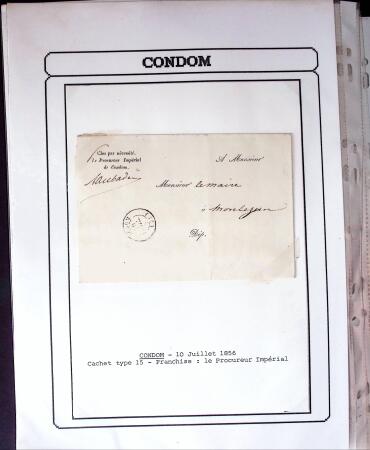 CONDOM
Clos par nécessité.
Le Procureur Impérial
de Condom,
A Monsieur
Monsieur le maire
à
Dép.
CONDOM - 10 Juillet 1856
Cachet type 15 - Franchise : le Procureur Impérial